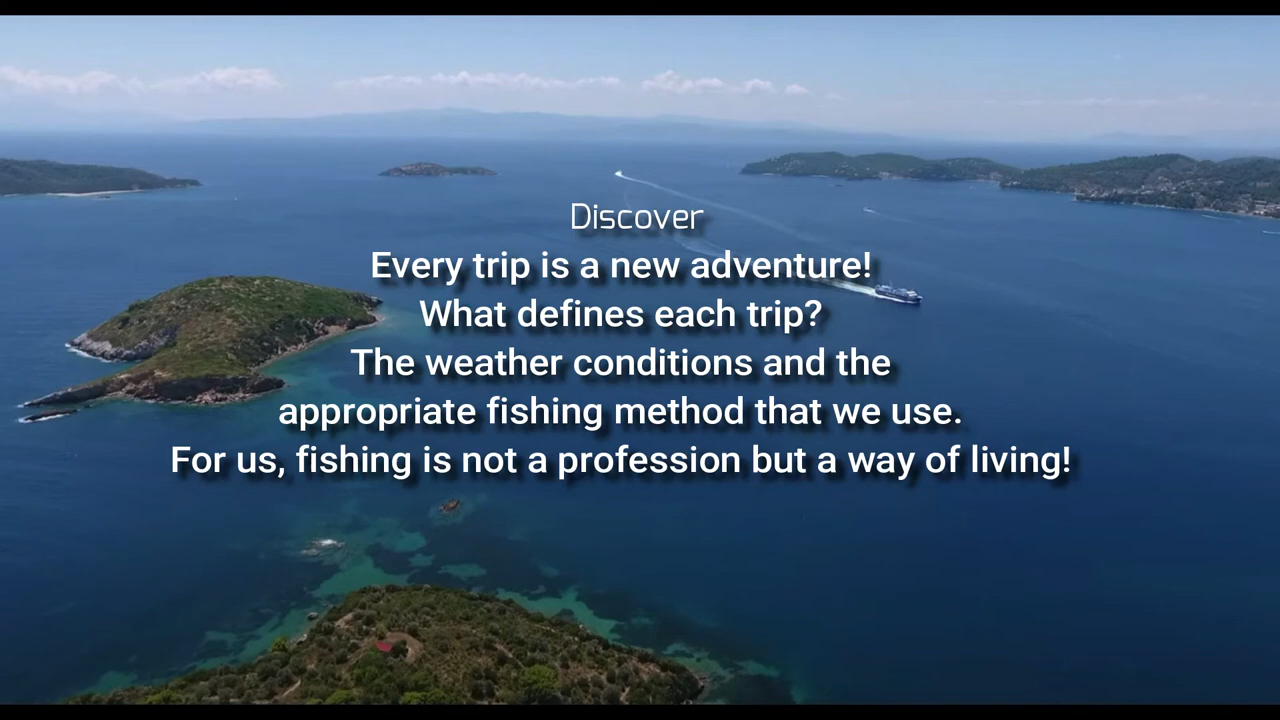 Discover
Every trip is a new adventure!
What defines each trip?
The weather conditions and the
appropriate fishing method that we use.
For us, fishing is not a profession but a way of living!